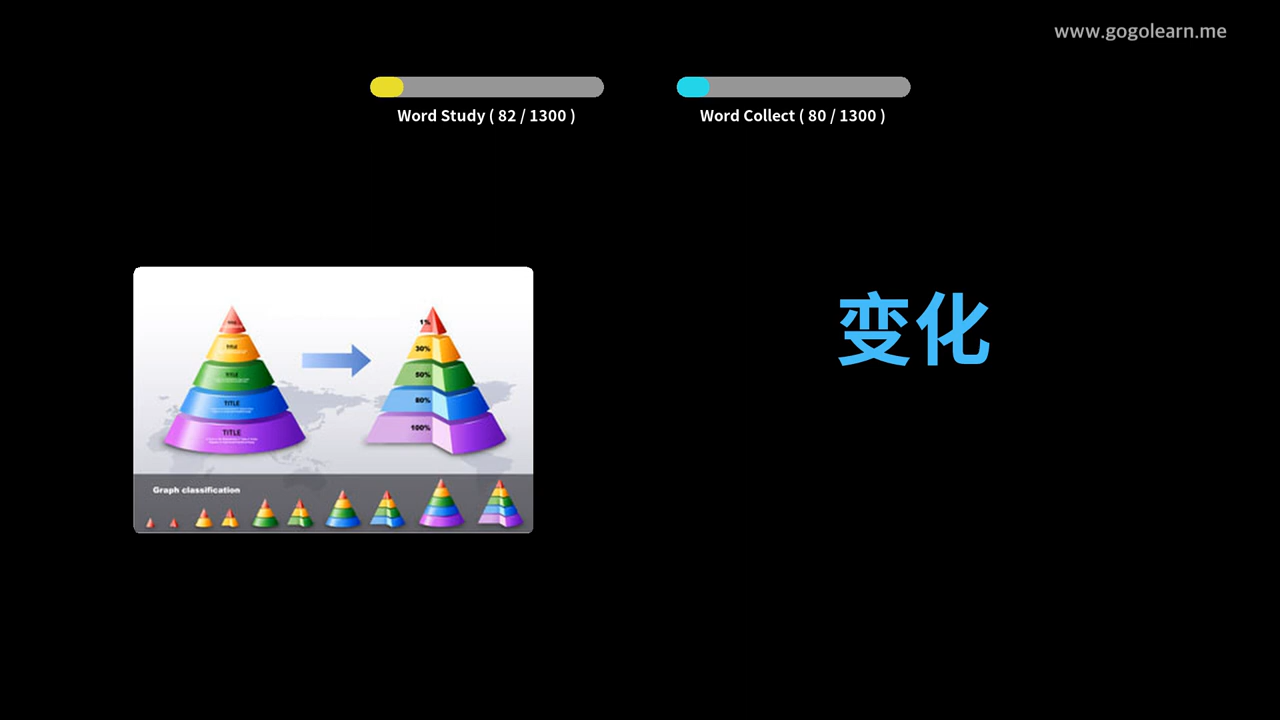 www.gogolearn.me
Word Study ( 82 / 1300 )
Word Collect ( 80 / 1300 )
变化
1%
TITLE
30%
TITLE
50%
TITLE
80%
TITLE
100%
Graph classification